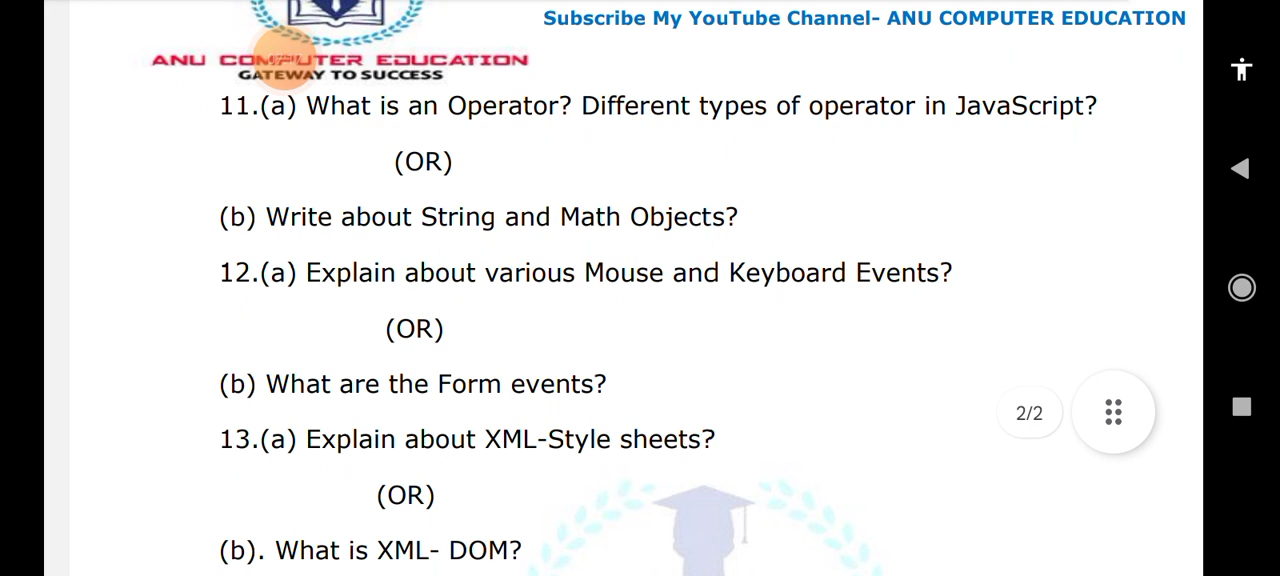 Subscribe My YouTube Channel- ANU COMPUTER EDUCATION
ANU COMPUTER EDUCATION
GATEWAY TO SUCCESS
11.(a) What is an Operator? Different types of operator in JavaScript?
(OR)
(b) Write about String and Math Objects?
12.(a) Explain about various Mouse and Keyboard Events?
(OR)
(b) What are the Form events?
2/2
13.(a) Explain about XML-Style sheets?
(OR)
(b). What is XML- DOM?